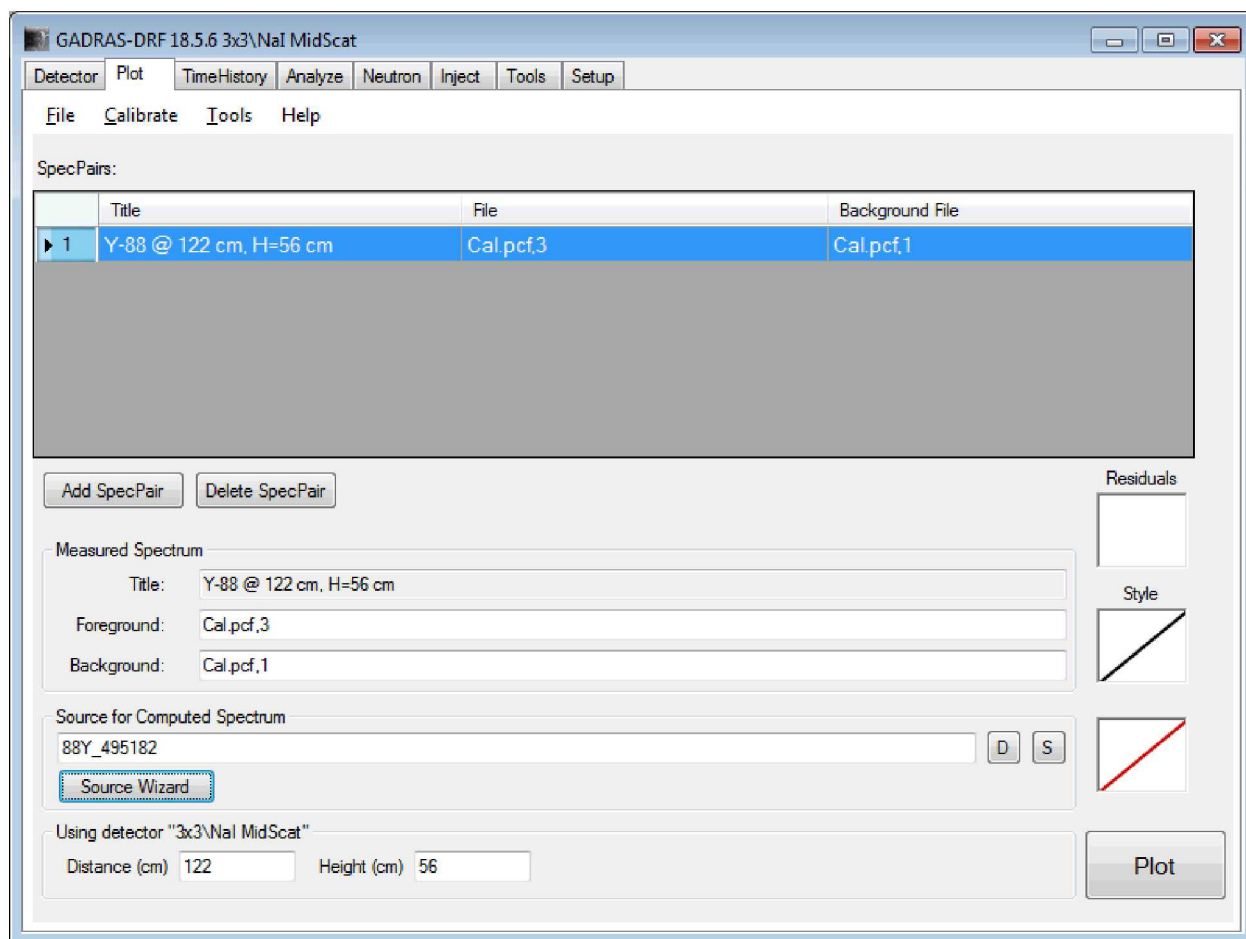 GADRAS-DRF 18.5.6 3x3\NaI MidScat
Detector Plot TimeHistory Analyze Neutron Inject Tools Setup
File Calibrate Tools Help
SpecPairs:
Title File Background File
1 Y-88 @ 122 cm, H=56 cm Cal.pcf,3 Cal.pcf,1
Add SpecPair Delete SpecPair
Residuals
Measured Spectrum
Title: Y-88 @ 122 cm, H=56 cm
Style
Foreground: Cal.pcf,3
Background: Cal.pcf,1
Source for Computed Spectrum
88Y_495182 D S
Source Wizard
Using detector "3x3\NaI MidScat"
Distance (cm) 122 Height (cm) 56
Plot